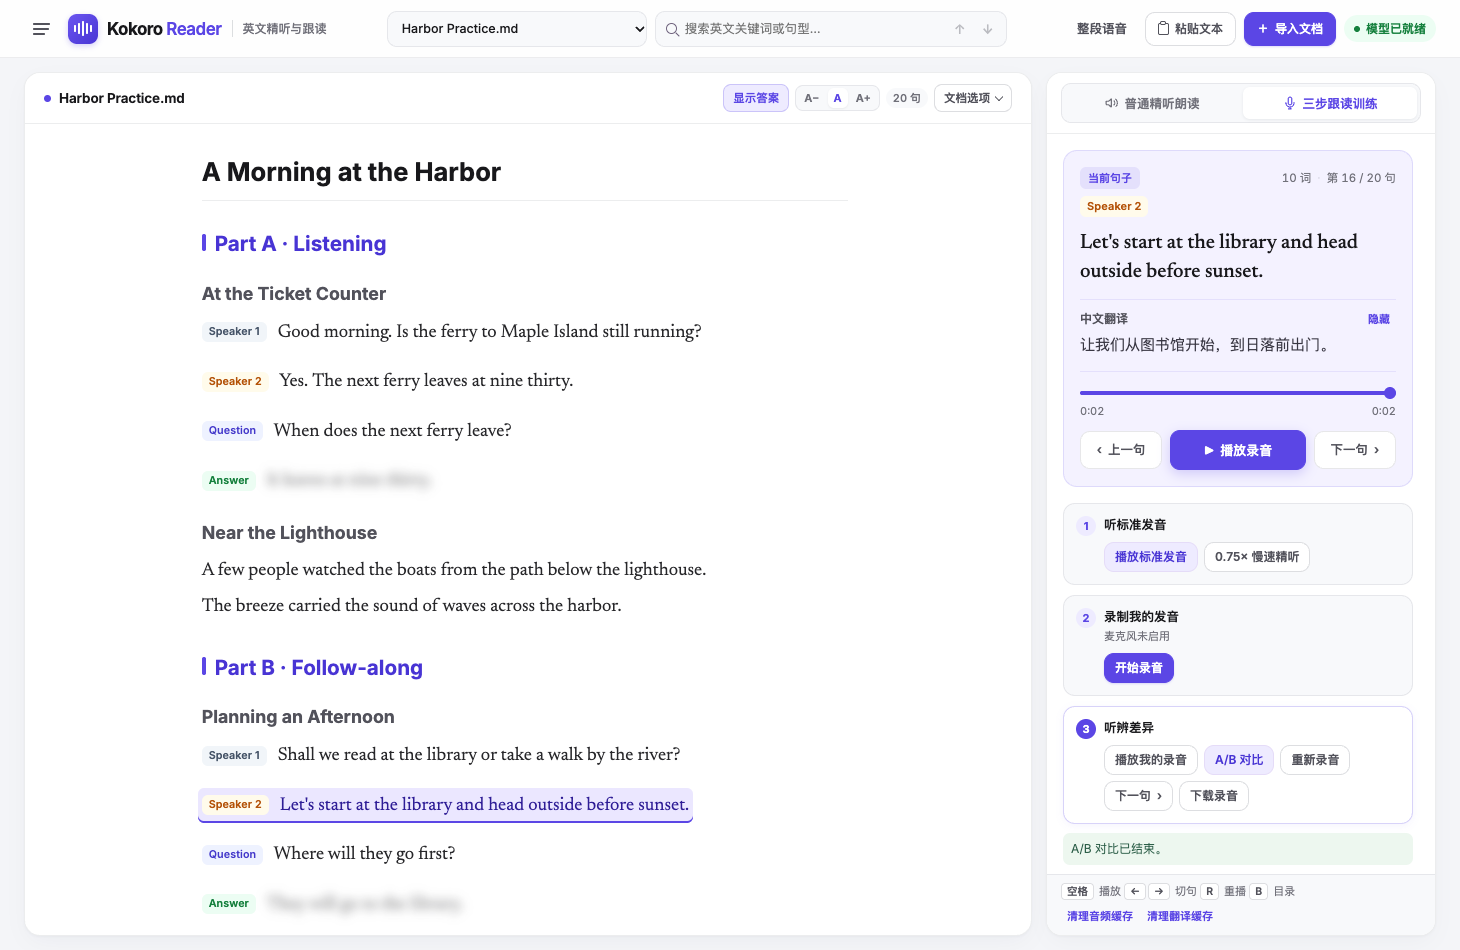 Kokoro Reader
英文精听与跟读
Harbor Practice.md
搜索英文关键词或句型...
整段语音
粘贴文本
+ 导入文档
模型已就绪
Harbor Practice.md
显示答案
A− A A+
20 句
文档选项
A Morning at the Harbor
Part A · Listening
At the Ticket Counter
Speaker 1 Good morning. Is the ferry to Maple Island still running?
Speaker 2 Yes. The next ferry leaves at nine thirty.
Question When does the next ferry leave?
Answer
Near the Lighthouse
A few people watched the boats from the path below the lighthouse.
The breeze carried the sound of waves across the harbor.
Part B · Follow-along
Planning an Afternoon
Speaker 1 Shall we read at the library or take a walk by the river?
Speaker 2 Let's start at the library and head outside before sunset.
Question Where will they go first?
Answer
普通精听朗读
三步跟读训练
当前句子 10 词 · 第 16 / 20 句
Speaker 2
Let's start at the library and head
outside before sunset.
中文翻译 隐藏
让我们从图书馆开始，到日落前出门。
0:02 0:02
‹ 上一句 ▶ 播放录音 下一句 ›
1 听标准发音
播放标准发音 0.75× 慢速精听
2 录制我的发音
麦克风未启用
开始录音
3 听辨差异
播放我的录音 A/B 对比 重新录音
下一句 › 下载录音
A/B 对比已结束。
空格 播放 ← → 切句 R 重播 B 目录
清理音频缓存 清理翻译缓存